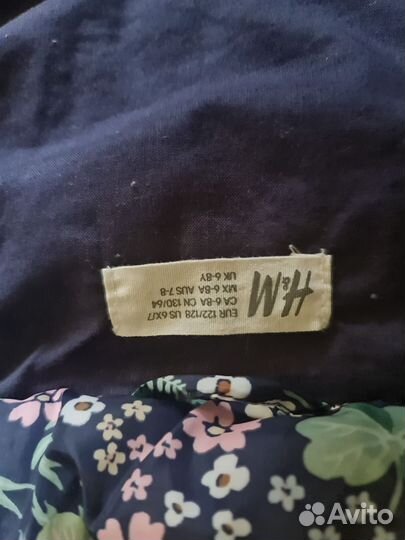 H&M
EUR 122/128 US 6X/7
CA 6-8A CN 130/64
MX 6-8A AUS 7-8
UK 6-8Y
Avito